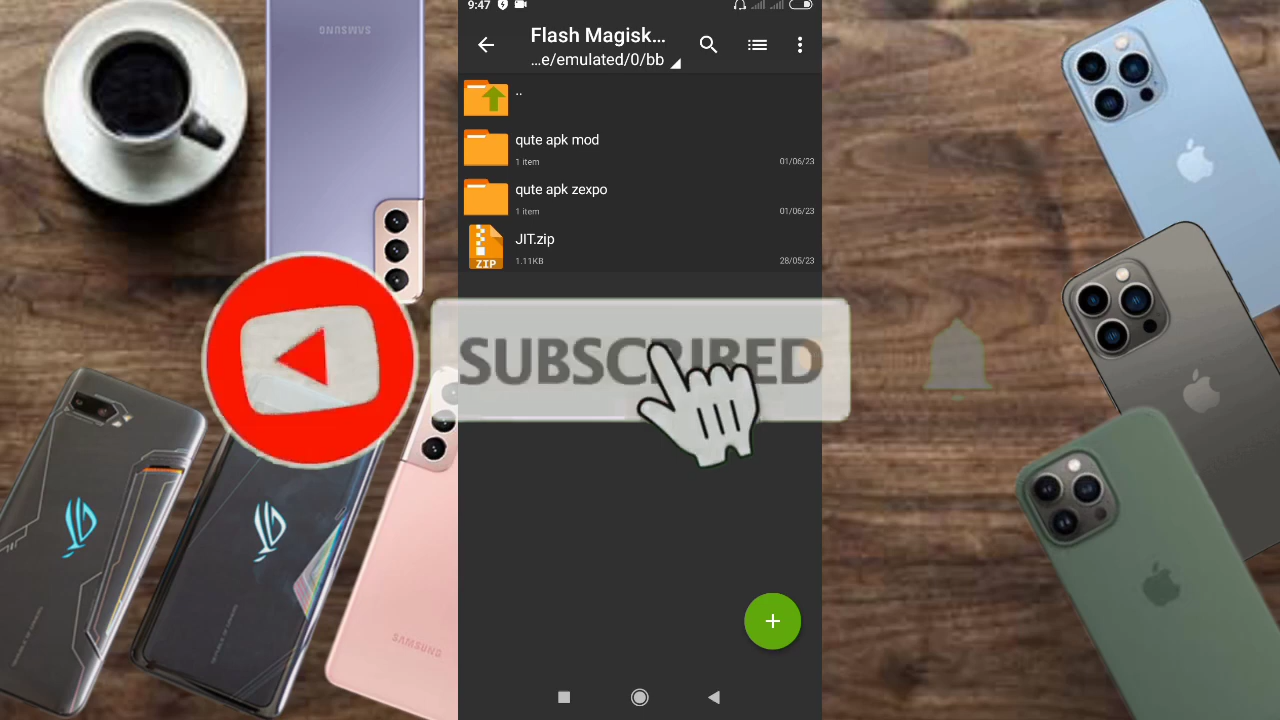 9:47
Flash Magisk...
...e/emulated/0/bb
..
qute apk mod
1 item
01/06/23
qute apk zexpo
1 item
01/06/23
JIT.zip
ZIP
1.11KB
28/05/23
SUBSCRIBED
SAMSUNG
SAMSUNG